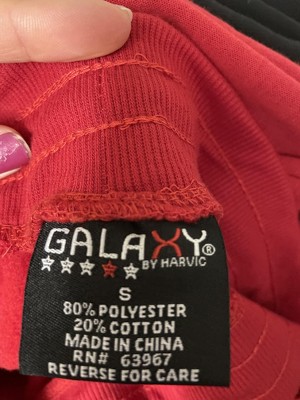 GALAXY®
BY HARVIC
S
80% POLYESTER
20% COTTON
MADE IN CHINA
RN# 63967
REVERSE FOR CARE